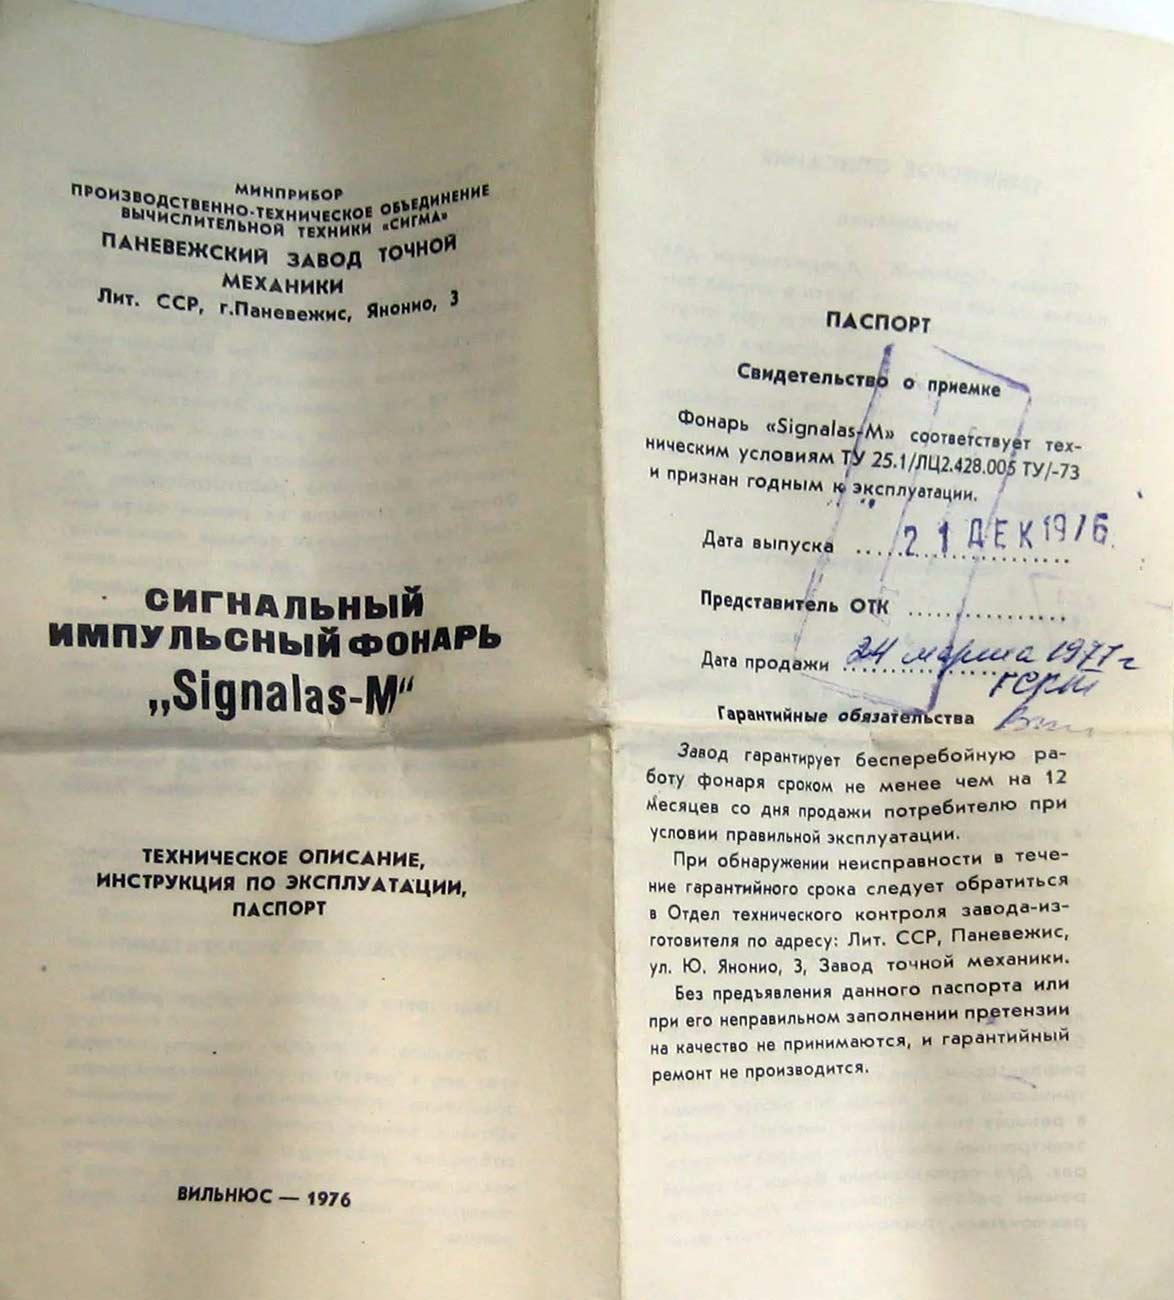 МИНПРИБОР
ПРОИЗВОДСТВЕННО-ТЕХНИЧЕСКОЕ ОБЪЕДИНЕНИЕ
ВЫЧИСЛИТЕЛЬНОЙ ТЕХНИКИ «СИГМА»
ПАНЕВЕЖСКИЙ ЗАВОД ТОЧНОЙ
МЕХАНИКИ
Лит. ССР, г.Паневежис, Янонио, 3
СИГНАЛЬНЫЙ
ИМПУЛЬСНЫЙ ФОНАРЬ
„Signalas-M“
ТЕХНИЧЕСКОЕ ОПИСАНИЕ,
ИНСТРУКЦИЯ ПО ЭКСПЛУАТАЦИИ,
ПАСПОРТ
ВИЛЬНЮС — 1976
ПАСПОРТ
Свидетельство о приемке
Фонарь «Signalas-M» соответствует тех-
ническим условиям ТУ 25.1/ЛЦ2.428.005 ТУ/-73
и признан годным к эксплуатации.
Дата выпуска .... 21 ДЕК 1976
Представитель ОТК ................
Дата продажи 24 марта 1977 г
Гарантийные обязательства
Завод гарантирует бесперебойную ра-
боту фонаря сроком не менее чем на 12
месяцев со дня продажи потребителю при
условии правильной эксплуатации.
При обнаружении неисправности в тече-
ние гарантийного срока следует обратиться
в Отдел технического контроля завода-из-
готовителя по адресу: Лит. ССР, Паневежис,
ул. Ю. Янонио, 3, Завод точной механики.
Без предъявления данного паспорта или
при его неправильном заполнении претензии
на качество не принимаются, и гарантийный
ремонт не производится.